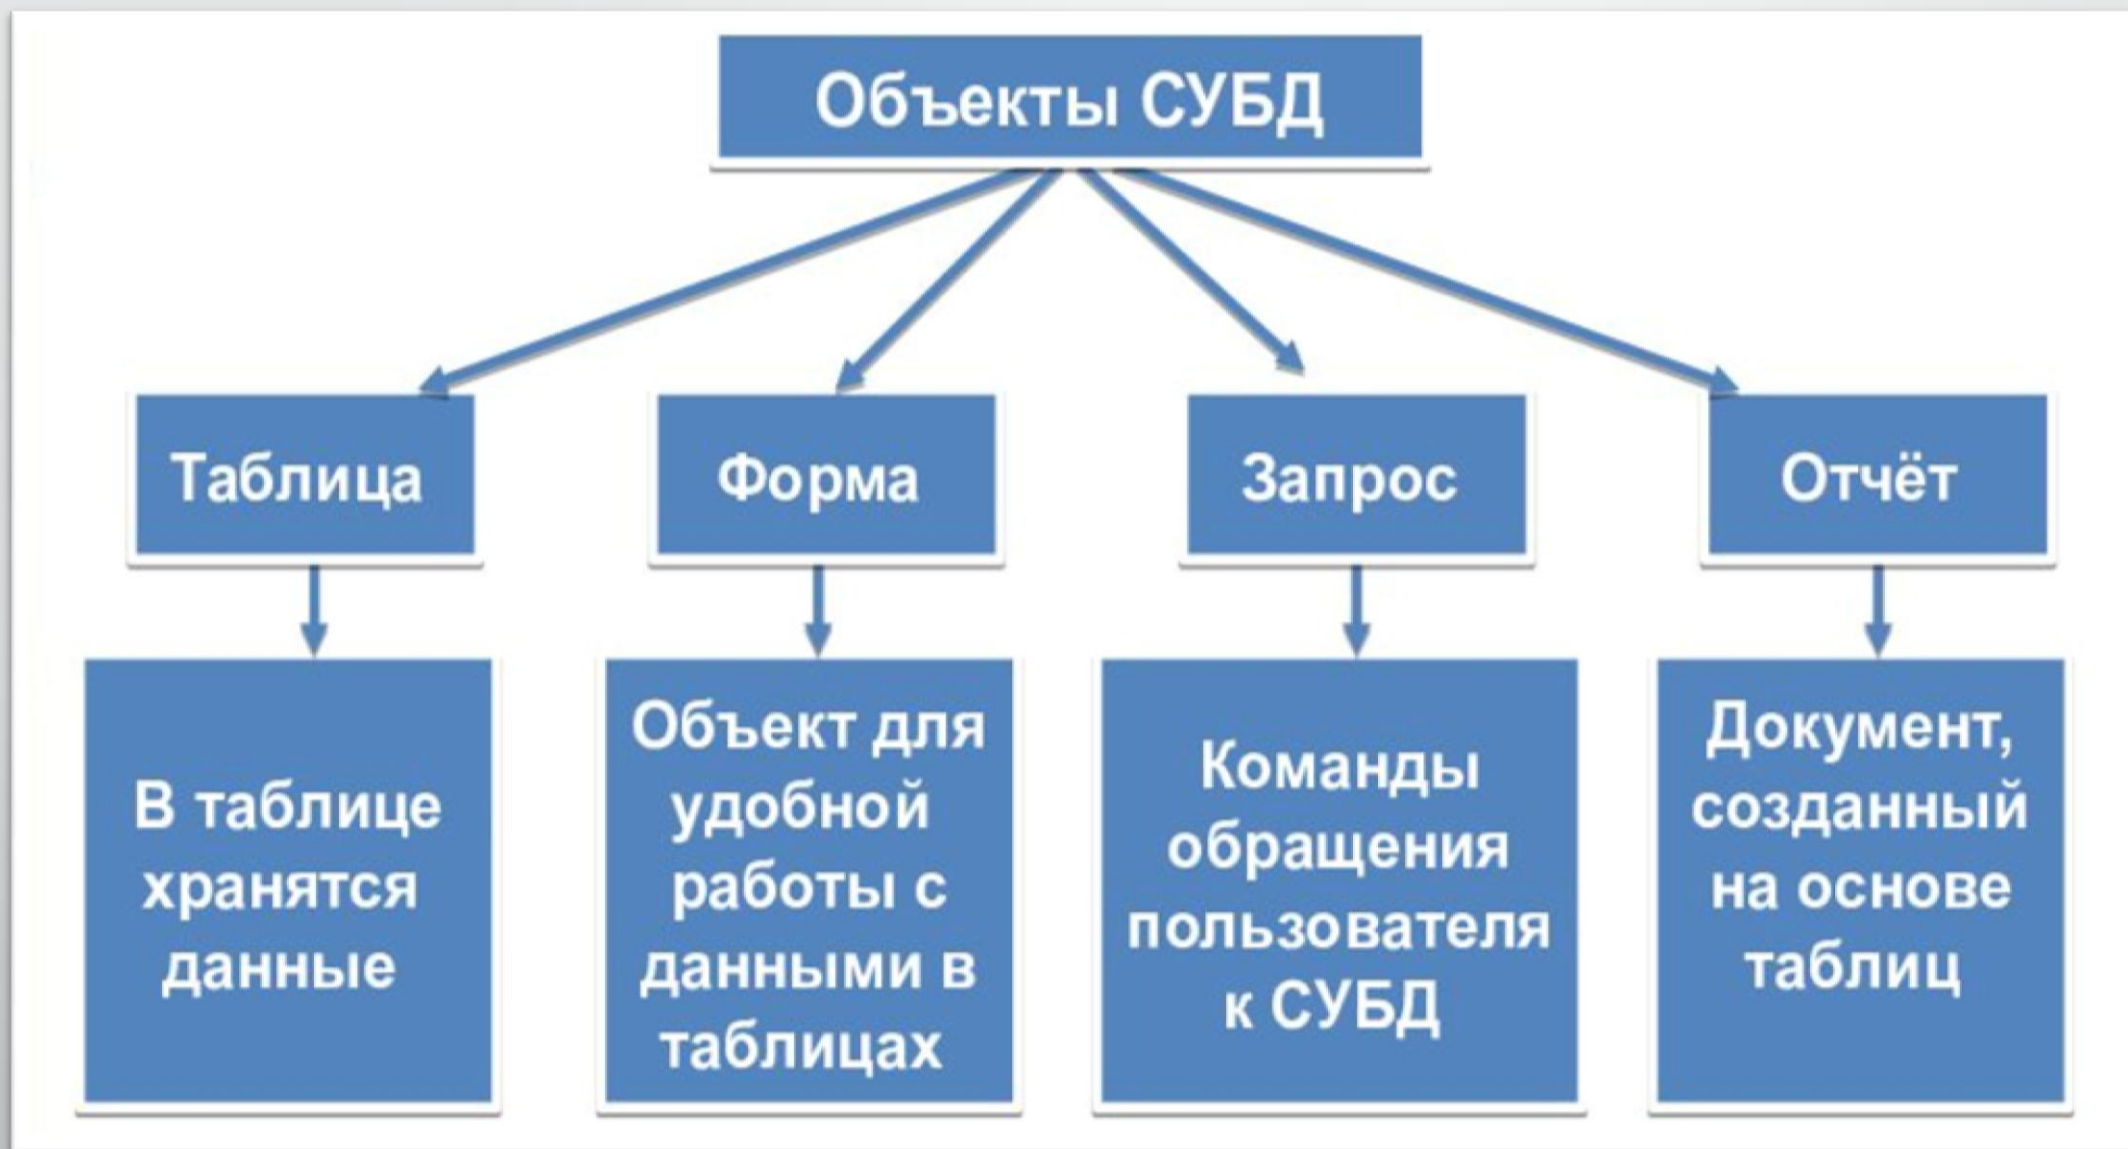 Объекты СУБД
Таблица
Форма
Запрос
Отчёт
В таблице
хранятся
данные
Объект для
удобной
работы с
данными в
таблицах
Команды
обращения
пользователя
к СУБД
Документ,
созданный
на основе
таблиц